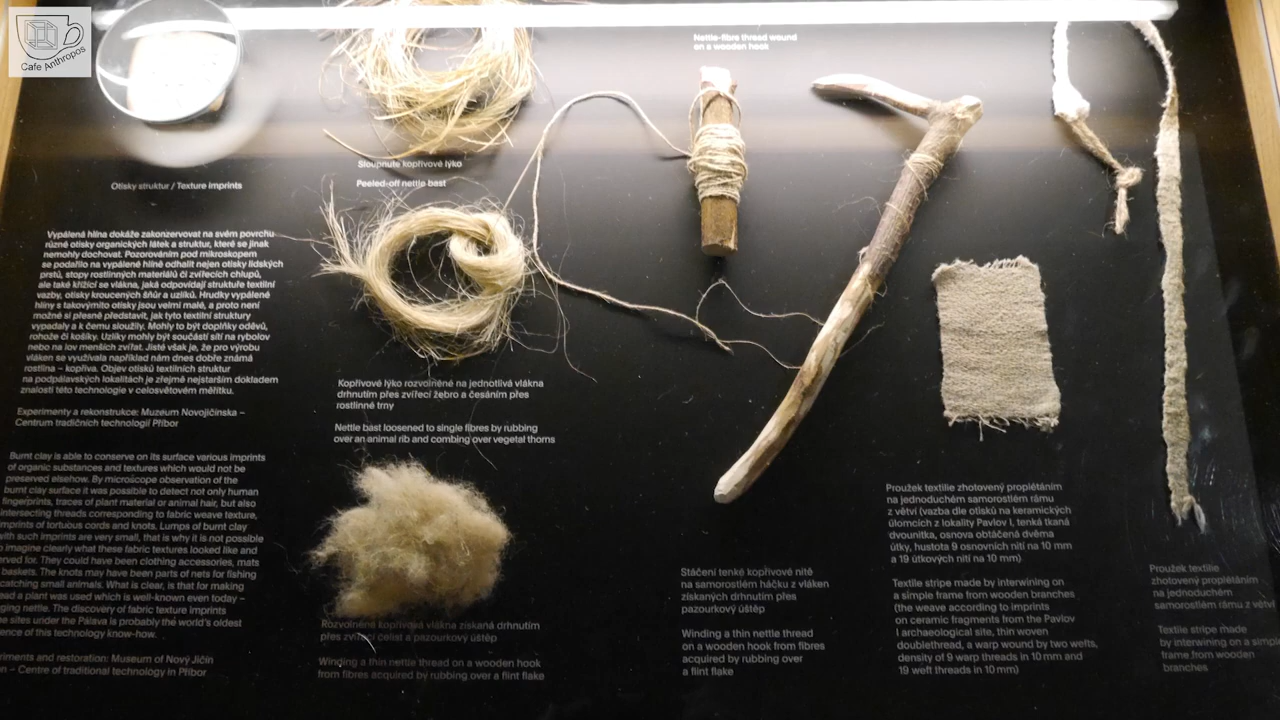 Cafe Anthropos
Nettle-fibre thread wound
on a wooden hook
Sloupnuté kopřivové lýko
Peeled-off nettle bast
Otisky struktur / Texture imprints
Vypálená hlína dokáže zakonzervovat na svém povrchu
různé otisky organických látek a struktur, které se jinak
nemohly dochovat. Pozorováním pod mikroskopem
se podařilo na vypálené hlíně odhalit nejen otisky lidských
prstů, stopy rostlinných materiálů či zvířecích chlupů,
ale také křížící se vlákna, jaká odpovídají struktuře textilní
vazby, otisky kroucených šňůr a uzlíků. Hrudky vypálené
hlíny s takovýmito otisky jsou velmi malé, a proto není
možné si přesně představit, jak tyto textilní struktury
vypadaly a k čemu sloužily. Mohly to být doplňky oděvů,
rohože či košíky. Uzlíky mohly být součástí sítí na rybolov
nebo na lov menších zvířat. Jisté však je, že pro výrobu
vláken se využívala například nám dnes dobře známá
rostlina – kopřiva. Objev otisků textilních struktur
na podpálavských lokalitách je zřejmě nejstarším dokladem
znalosti této technologie v celosvětovém měřítku.
Experimenty a rekonstrukce: Muzeum Novojičínska –
Centrum tradičních technologií Příbor
Burnt clay is able to conserve on its surface various imprints
of organic substances and textures which would not be
preserved elsehow. By microscope observation of the
burnt clay surface it was possible to detect not only human
fingerprints, traces of plant material or animal hair, but also
intersecting threads corresponding to fabric weave texture,
imprints of tortuous cords and knots. Lumps of burnt clay
with such imprints are very small, that is why it is not possible
o imagine clearly what these fabric textures looked like and
erved for. They could have been clothing accessories, mats
baskets. The knots may have been parts of nets for fishing
catching small animals. What is clear, is that for making
ead a plant was used which is well-known even today –
ging nettle. The discovery of fabric texture imprints
e sites under the Pálava is probably the world's oldest
ence of this technology know-how.
riments and restoration: Museum of Nový Jičín
n – Centre of traditional technology in Příbor
Kopřivové lýko rozvolněné na jednotlivá vlákna
drhnutím přes zvířecí žebro a česáním přes
rostlinné trny
Nettle bast loosened to single fibres by rubbing
over an animal rib and combing over vegetal thorns
Rozvolněná kopřivová vlákna získaná drhnutím
přes zvířecí čelist a pazourkový úštěp
Winding a thin nettle thread on a wooden hook
from fibres acquired by rubbing over a flint flake
Stáčení tenké kopřivové nitě
na samorostlém háčku z vláken
získaných drhnutím přes
pazourkový úštěp
Winding a thin nettle thread
on a wooden hook from fibres
acquired by rubbing over
a flint flake
Proužek textilie zhotovený proplétáním
na jednoduchém samorostlém rámu
z větví (vazba dle otisků na keramických
úlomcích z lokality Pavlov I, tenká tkaná
dvounitka, osnova obtáčená dvěma
útky, hustota 9 osnovních nití na 10 mm
a 19 útkových nití na 10 mm)
Textile stripe made by interwining on
a simple frame from wooden branches
(the weave according to imprints
on ceramic fragments from the Pavlov
I archaeological site, thin woven
doublethread, a warp wound by two wefts,
density of 9 warp threads in 10 mm and
19 weft threads in 10 mm)
Proužek textilie
zhotovený proplétáním
na jednoduchém
samorostlém rámu z větví
Textile stripe made
by intertwining on a simple
frame from wooden
branches